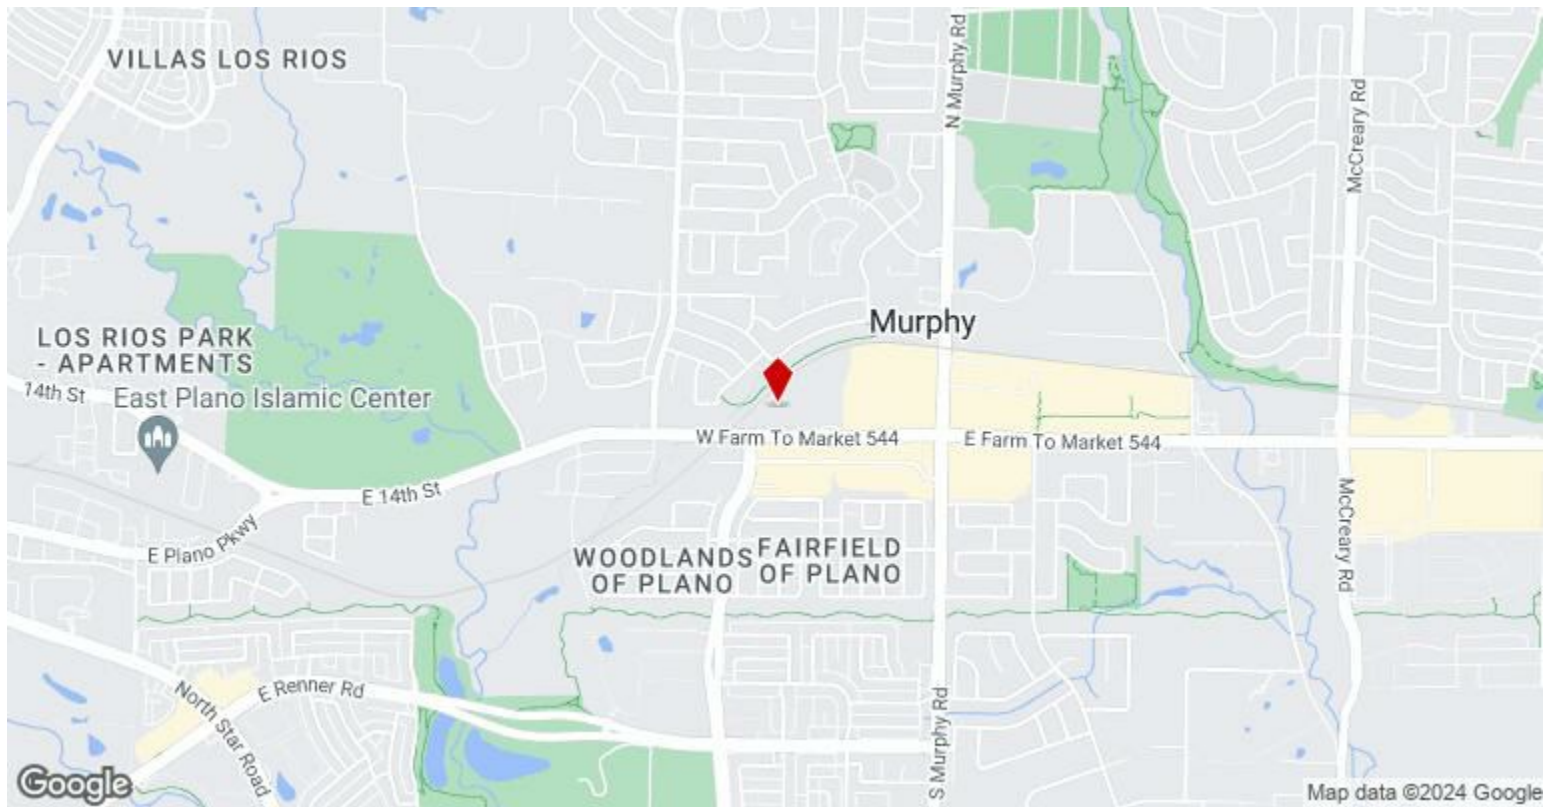 VILLAS LOS RIOS
N Murphy Rd
McCreary Rd
Murphy
LOS RIOS PARK
- APARTMENTS
14th St
East Plano Islamic Center
W Farm To Market 544
E Farm To Market 544
E 14th St
E Plano Pkwy
McCreary Rd
WOODLANDS
OF PLANO
FAIRFIELD
OF PLANO
E Renner Rd
North Star Road
S Murphy Rd
Google
Map data ©2024 Google